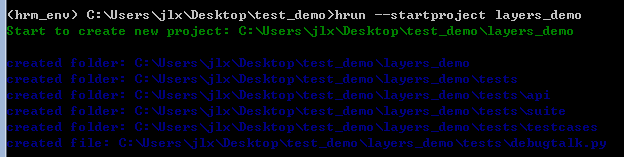 (hrm_env) C:\Users\jlx\Desktop\test_demo>hrun --startproject layers_demo
Start to create new project: C:\Users\jlx\Desktop\test_demo\layers_demo
created folder: C:\Users\jlx\Desktop\test_demo\layers_demo
created folder: C:\Users\jlx\Desktop\test_demo\layers_demo\tests
created folder: C:\Users\jlx\Desktop\test_demo\layers_demo\tests\api
created folder: C:\Users\jlx\Desktop\test_demo\layers_demo\tests\suite
created folder: C:\Users\jlx\Desktop\test_demo\layers_demo\tests\testcases
created file: C:\Users\jlx\Desktop\test_demo\layers_demo\tests\debugtalk.py